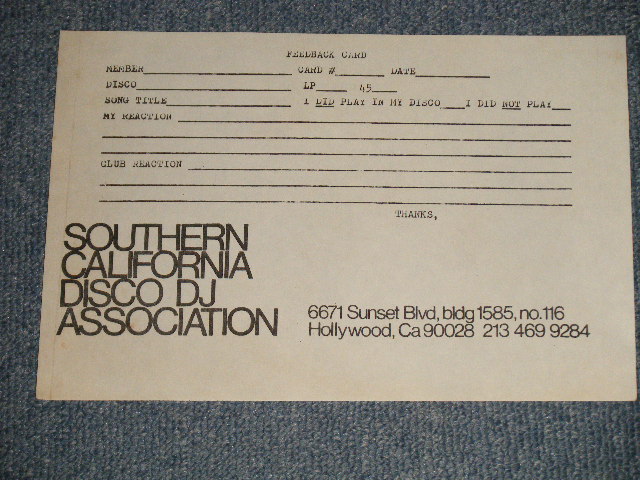 FEEDBACK CARD
MEMBER CARD # DATE
DISCO LP 45
SONG TITLE I DID PLAY IN MY DISCO I DID NOT PLAY
MY REACTION
CLUB REACTION
THANKS,
SOUTHERN
CALIFORNIA
DISCO DJ
ASSOCIATION
6671 Sunset Blvd, bldg 1585, no. 116
Hollywood, Ca 90028 213 469 9284